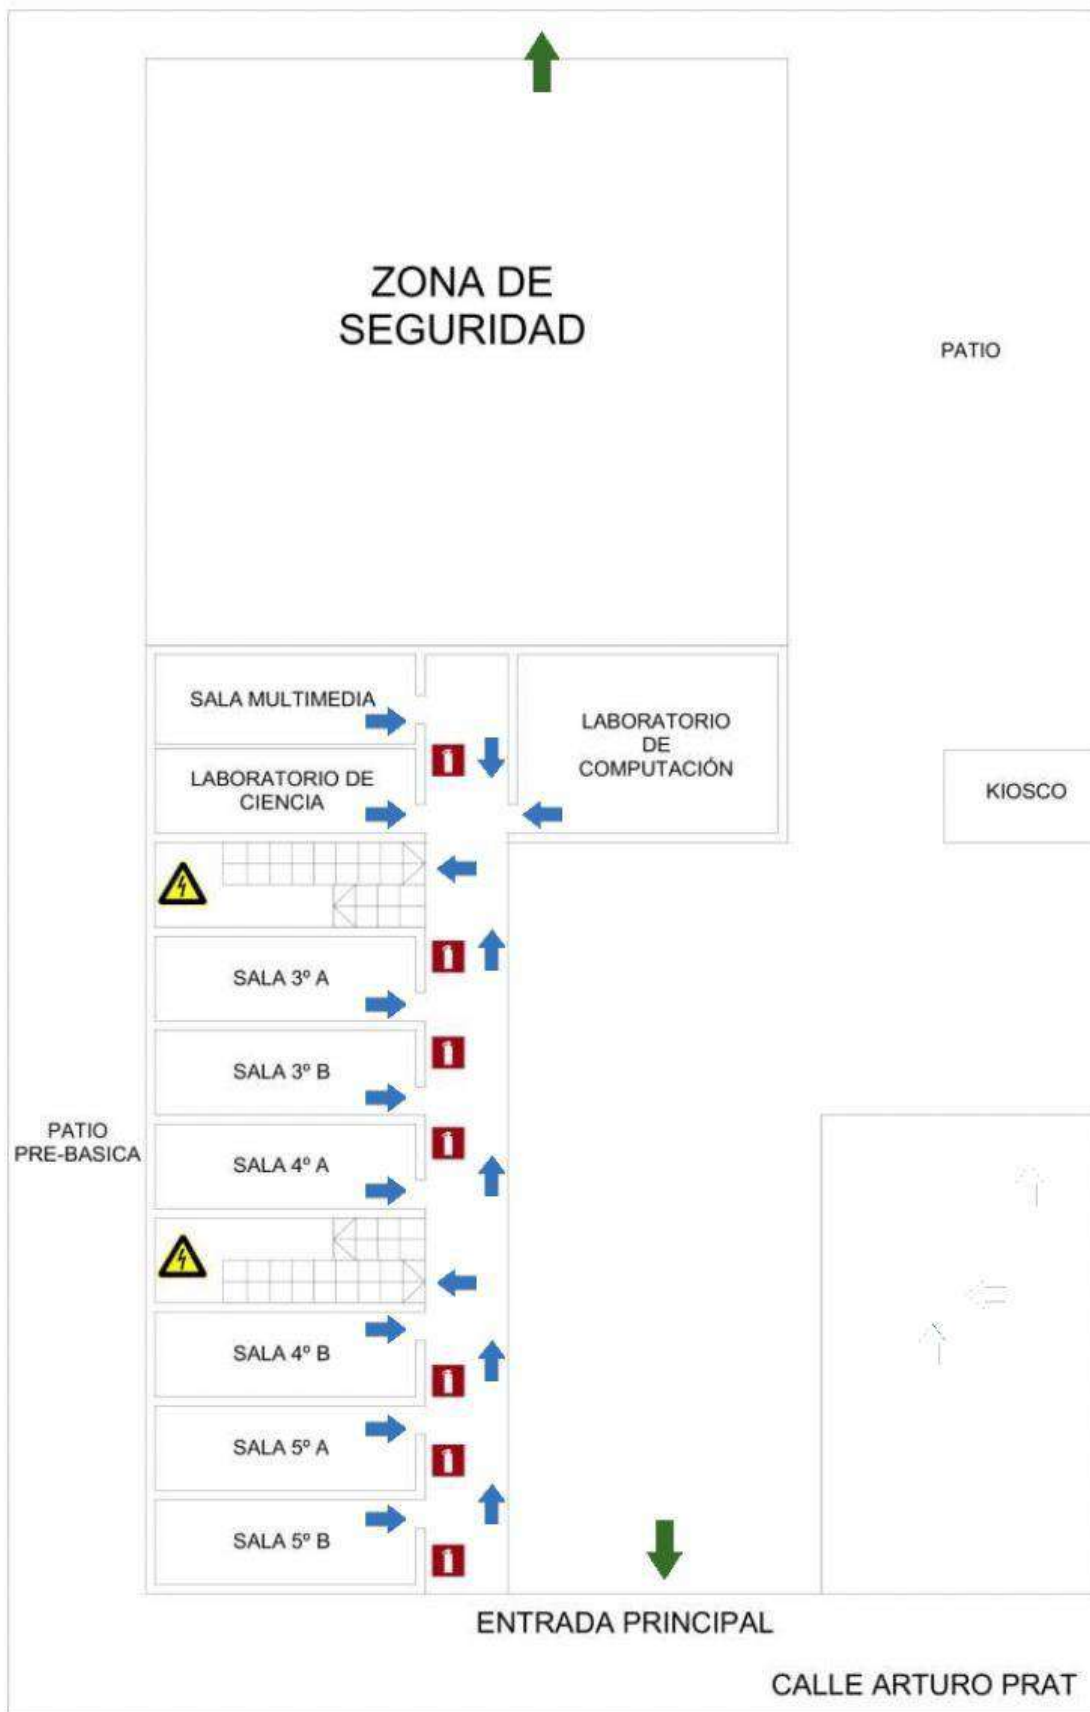 ZONA DE
SEGURIDAD
PATIO
SALA MULTIMEDIA
LABORATORIO
DE
COMPUTACIÓN
LABORATORIO DE
CIENCIA
KIOSCO
SALA 3º A
SALA 3º B
PATIO
PRE-BASICA
SALA 4º A
SALA 4º B
SALA 5º A
SALA 5º B
ENTRADA PRINCIPAL
CALLE ARTURO PRAT